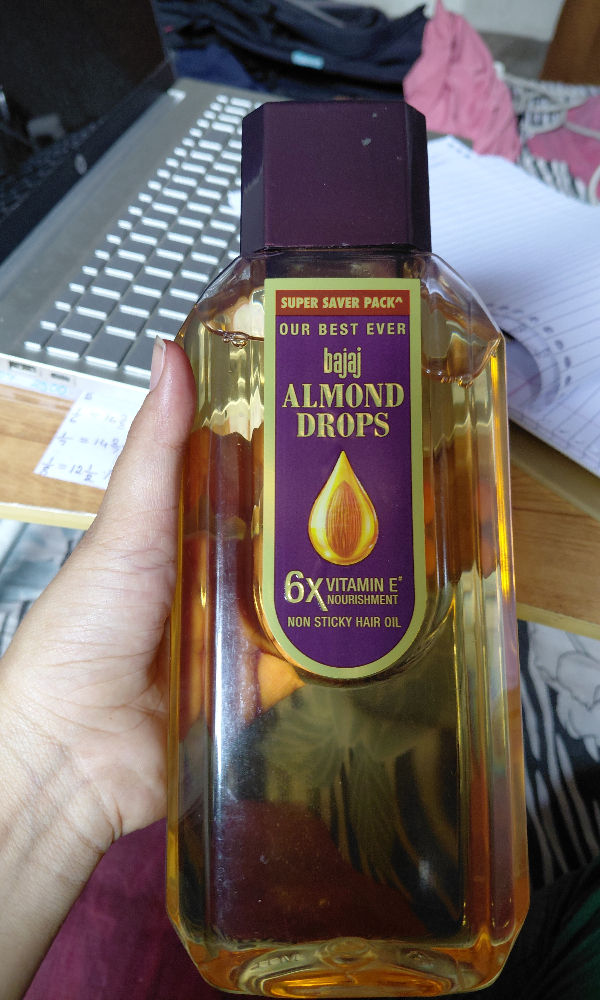 SUPER SAVER PACK^
OUR BEST EVER
bajaj
ALMOND
DROPS
6X VITAMIN E#
NOURISHMENT
NON STICKY HAIR OIL